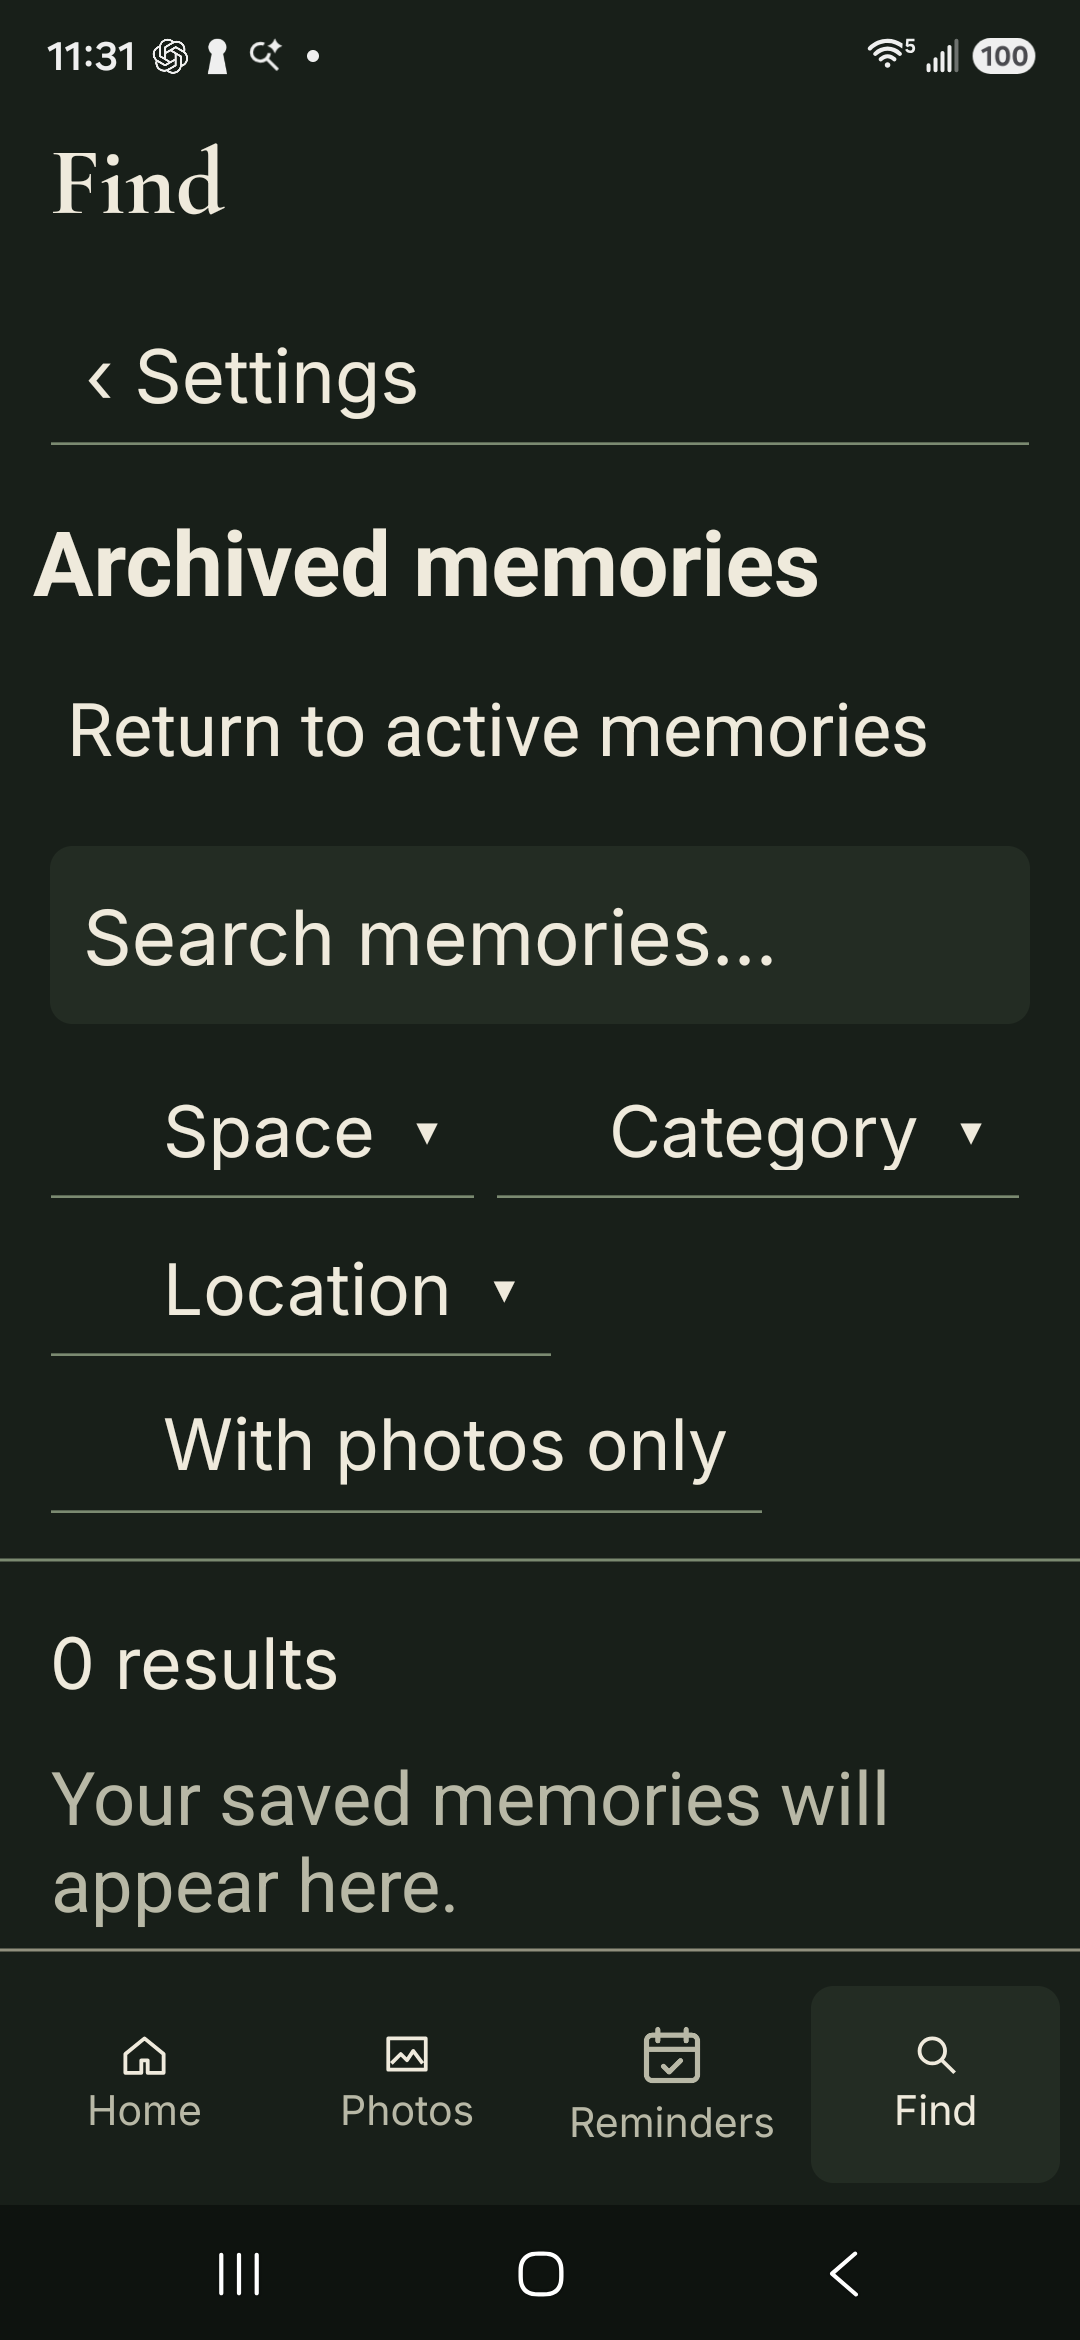 11:31
5
100
Find
‹ Settings
Archived memories
Return to active memories
Search memories...
Space ▼ Category ▼
Location ▼
With photos only
0 results
Your saved memories will
appear here.
Home Photos Reminders Find